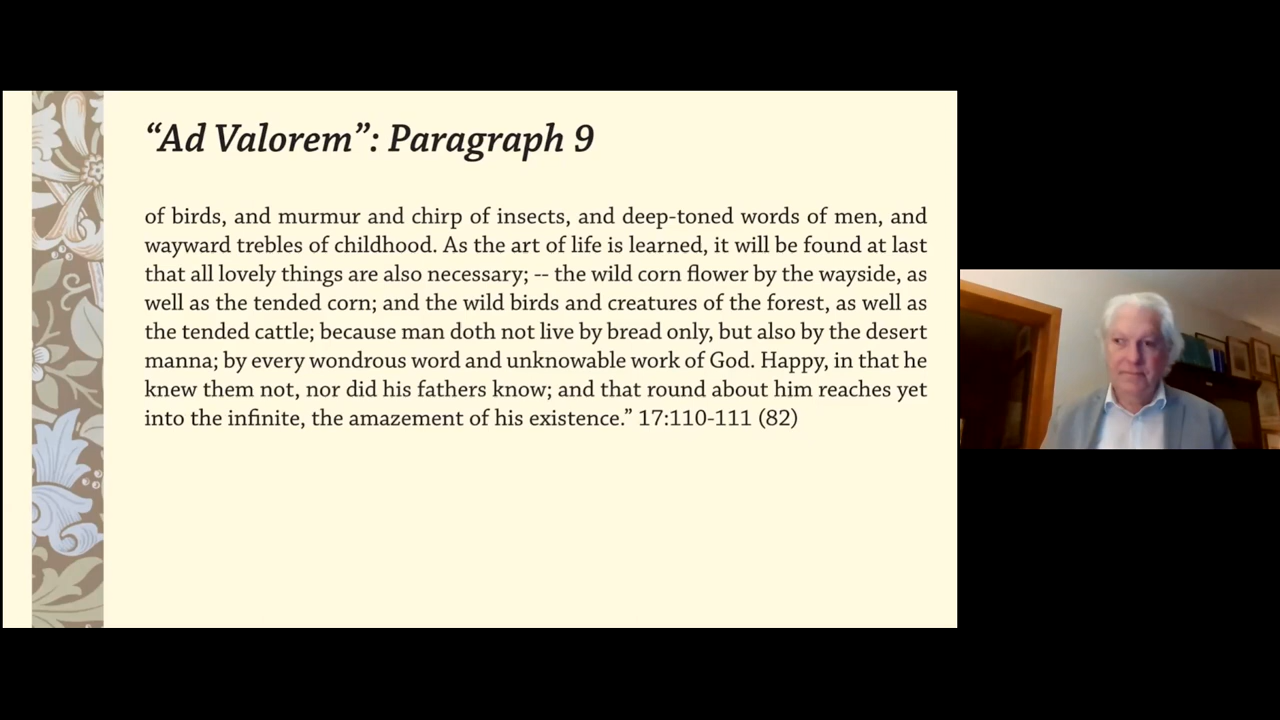 “Ad Valorem”: Paragraph 9
of birds, and murmur and chirp of insects, and deep-toned words of men, and
wayward trebles of childhood. As the art of life is learned, it will be found at last
that all lovely things are also necessary; -- the wild corn flower by the wayside, as
well as the tended corn; and the wild birds and creatures of the forest, as well as
the tended cattle; because man doth not live by bread only, but also by the desert
manna; by every wondrous word and unknowable work of God. Happy, in that he
knew them not, nor did his fathers know; and that round about him reaches yet
into the infinite, the amazement of his existence.” 17:110-111 (82)